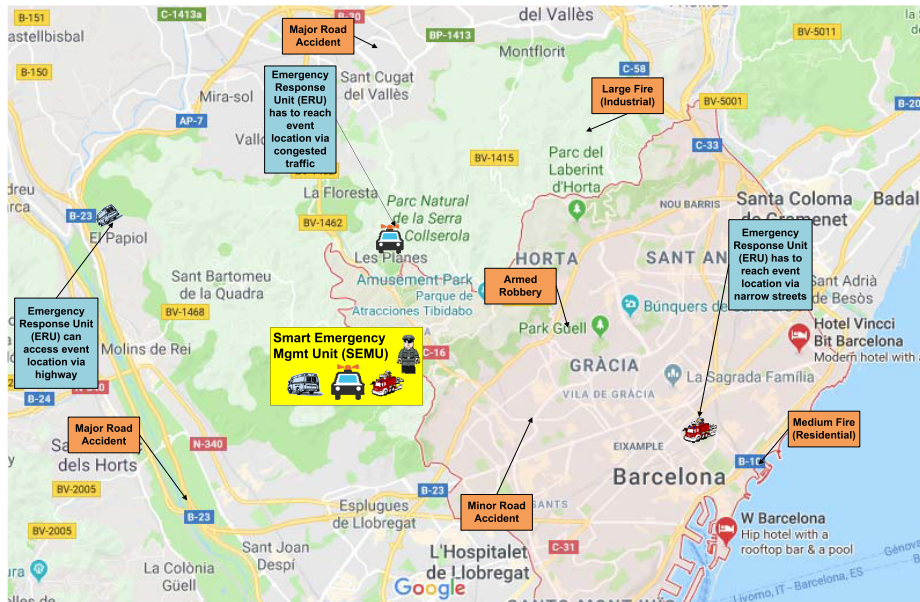 B-151
C-1413a
B-30
del Vallès
Major Road
Accident
BP-1413
BV-5011
Montflorit
B-150
C-58
Sant Cugat
del Vallès
Emergency
Response
Unit (ERU)
has to reach
event
location via
congested
traffic
Large Fire
(Industrial)
Mira-sol
BV-5001
B-20
AP-7
C-33
BV-1415
Parc del
Laberint
d'Horta
La Floresta
Parc Natural
de la Serra
Collserola
NOU BARRIS
Santa Coloma
de Gramenet
Badal
B-23
BV-1462
El Papiol
Emergency
Response Unit
(ERU) has to
reach event
location via
narrow streets
Les Planes
HORTA
SANT AN
Sant Bartomeu
de la Quadra
Amusement Park
Parque de
Atracciones Tibidabo
Armed
Robbery
Sant Adrià
de Besòs
Búnquers de
Emergency
Response Unit
(ERU) can
access event
location via
highway
BV-1468
Park Güell
Hotel Vincci
Bit Barcelona
Modern hotel with a
Smart Emergency
Mgmt Unit (SEMU)
Molins de Rei
C-16
GRÀCIA
La Sagrada Família
VILA DE GRÀCIA
B-24
Major Road
Accident
Medium Fire
(Residential)
N-340
dels Horts
EIXAMPLE
B-10
Barcelona
BV-2005
B-23
Minor Road
Accident
SANTS
Esplugues
de Llobregat
B-23
W Barcelona
Hip hotel with a
rooftop bar & a pool
BV-2005
Sant Joan
Despí
L'Hospitalet
de Llobregat
C-31
La Colònia
Güell
Google
Livorno, IT - Barcelona, ES